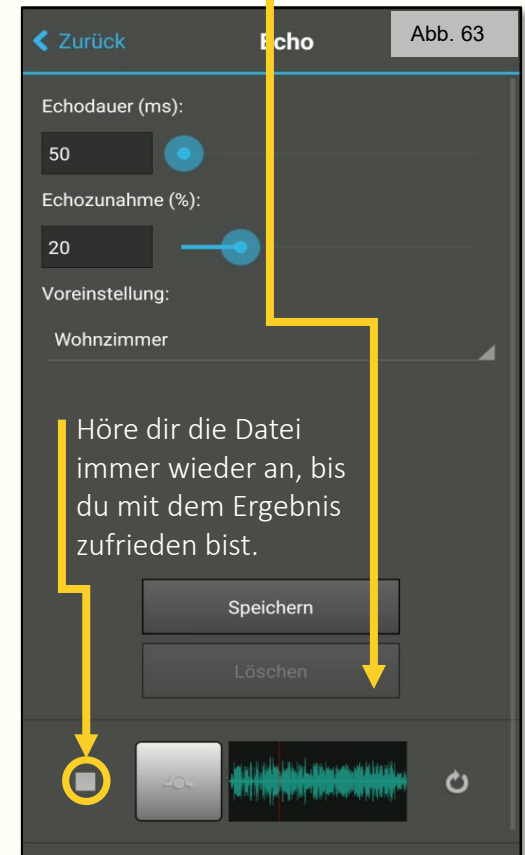 Zurück
Echo
Abb. 63
Echodauer (ms):
50
Echozunahme (%):
20
Voreinstellung:
Wohnzimmer
Höre dir die Datei
immer wieder an, bis
du mit dem Ergebnis
zufrieden bist.
Speichern
Löschen